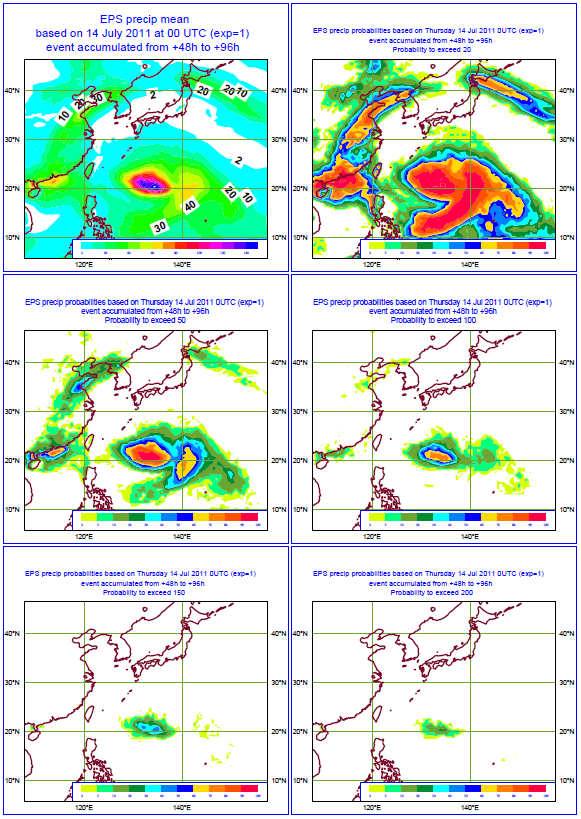 EPS precip mean
based on 14 July 2011 at 00 UTC (exp=1)
event accumulated from +48h to +96h
40°N
30°N
20°N
10°N
120°E 140°E
10 20 10 2 20 20 10
2
20 10
40
30
EPS precip probabilities based on Thursday 14 Jul 2011 0UTC (exp=1)
event accumulated from +48h to +96h
Probability to exceed 20
40°N
30°N
20°N
10°N
120°E 140°E
EPS precip probabilities based on Thursday 14 Jul 2011 0UTC (exp=1)
event accumulated from +48h to +96h
Probability to exceed 50
40°N
30°N
20°N
10°N
120°E 140°E
EPS precip probabilities based on Thursday 14 Jul 2011 0UTC (exp=1)
event accumulated from +48h to +96h
Probability to exceed 100
40°N
30°N
20°N
10°N
120°E 140°E
EPS precip probabilities based on Thursday 14 Jul 2011 0UTC (exp=1)
event accumulated from +48h to +96h
Probability to exceed 150
40°N
30°N
20°N
10°N
120°E 140°E
EPS precip probabilities based on Thursday 14 Jul 2011 0UTC (exp=1)
event accumulated from +48h to +96h
Probability to exceed 200
40°N
30°N
20°N
10°N
120°E 140°E